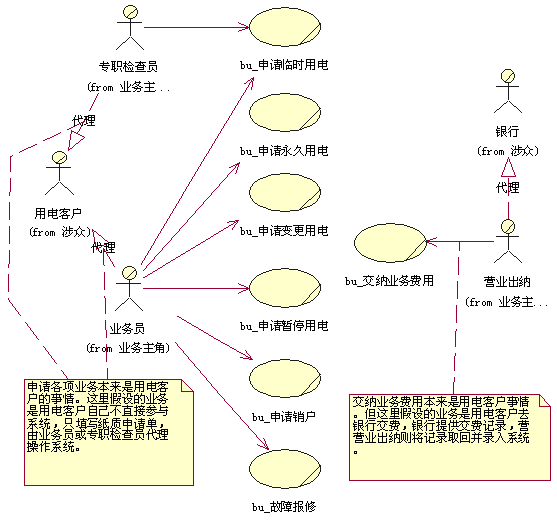 专职检查员
(from 业务主...
代理
用电客户
(from 涉众)
代理
业务员
(from 业务主角)
bu_申请临时用电
bu_申请永久用电
bu_申请变更用电
bu_申请暂停用电
bu_申请销户
bu_故障报修
银行
(from 涉众)
代理
bu_交纳业务费用
营业出纳
(from 业务主...
申请各项业务本来是用电客
户的事情。这里假设的业务
是用电客户自己不直接参与
系统，只填写纸质申请单，
由业务员或专职检查员代理
操作系统。
交纳业务费用本来是用电客户事情
。但这里假设的业务是用电客户去
银行交费，银行提供交费记录，营
营业出纳则将记录取回并录入系统
。